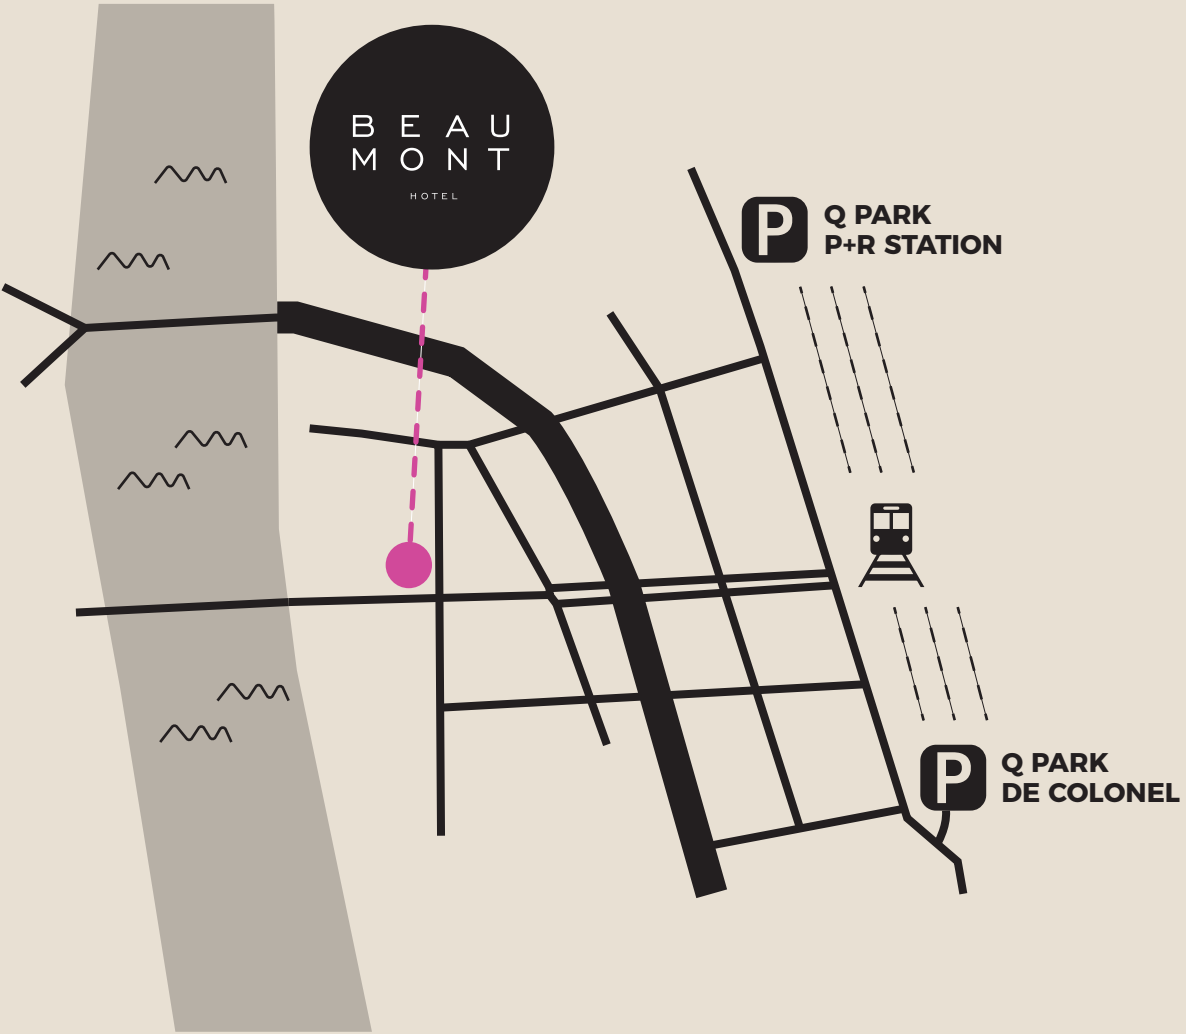 BEAU
MONT
HOTEL
P
Q PARK
P+R STATION
P
Q PARK
DE COLONEL